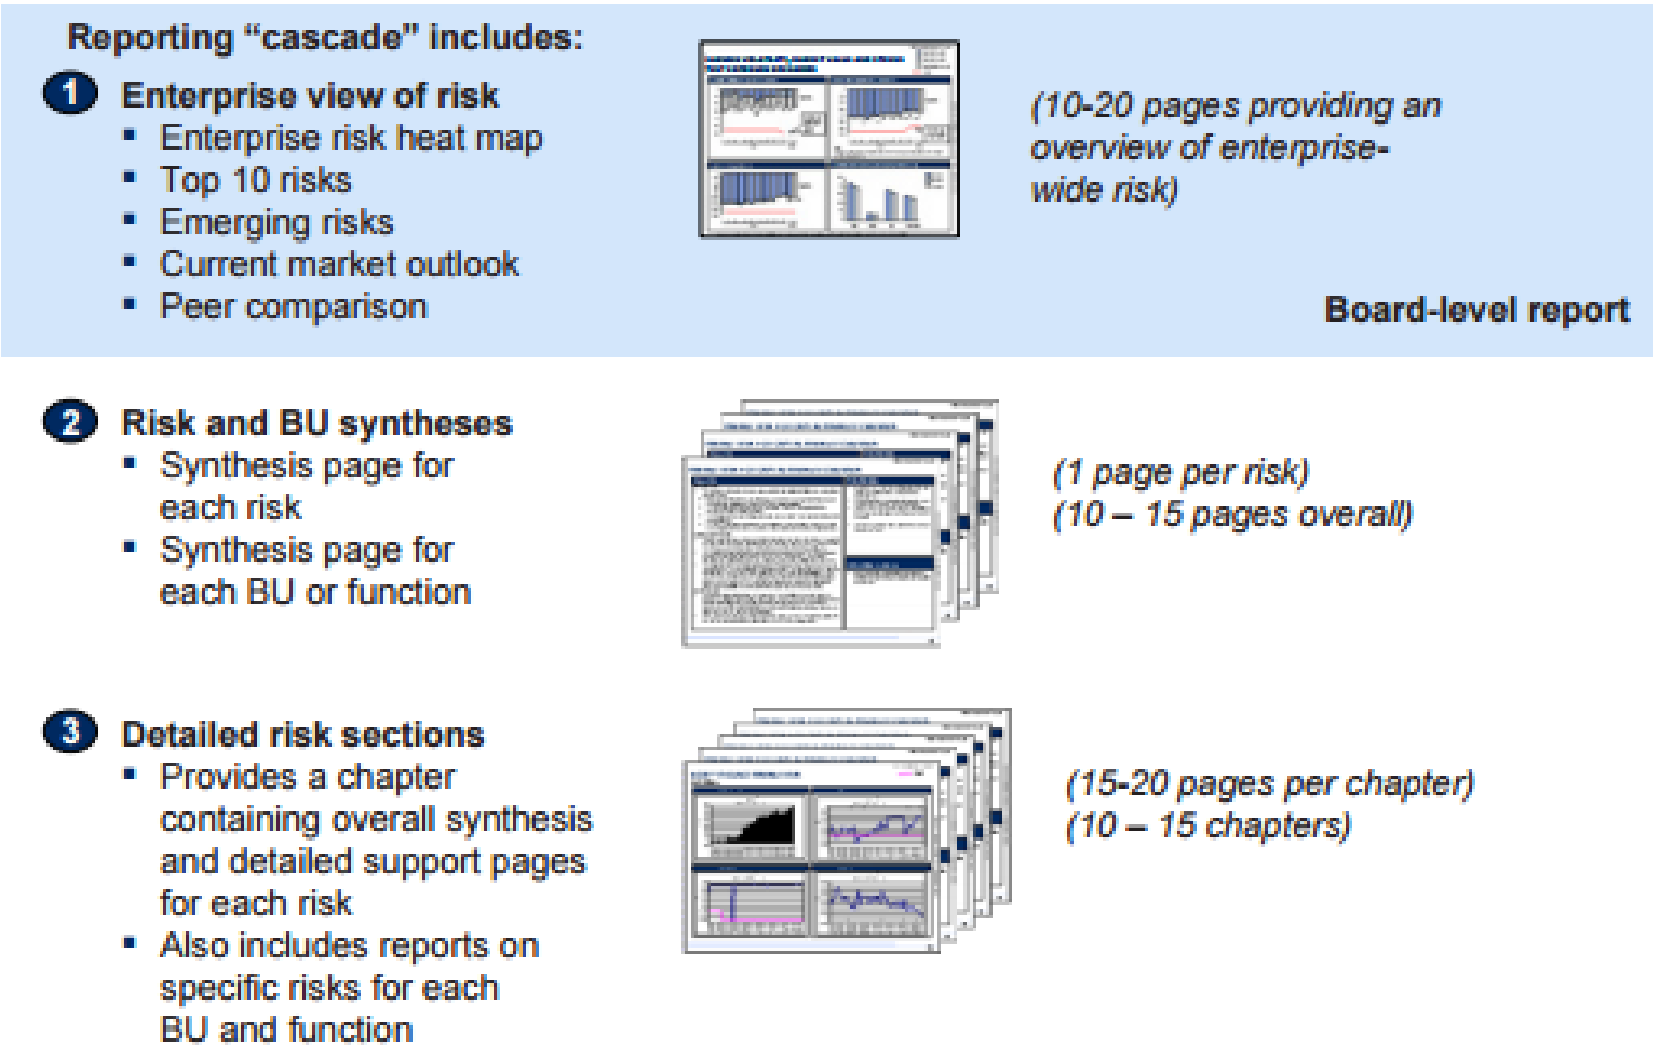 Reporting “cascade” includes:
1 Enterprise view of risk
▪ Enterprise risk heat map
▪ Top 10 risks
▪ Emerging risks
▪ Current market outlook
▪ Peer comparison
(10-20 pages providing an
overview of enterprise-
wide risk)
Board-level report
2 Risk and BU syntheses
▪ Synthesis page for
each risk
▪ Synthesis page for
each BU or function
(1 page per risk)
(10 – 15 pages overall)
3 Detailed risk sections
▪ Provides a chapter
containing overall synthesis
and detailed support pages
for each risk
▪ Also includes reports on
specific risks for each
BU and function
(15-20 pages per chapter)
(10 – 15 chapters)